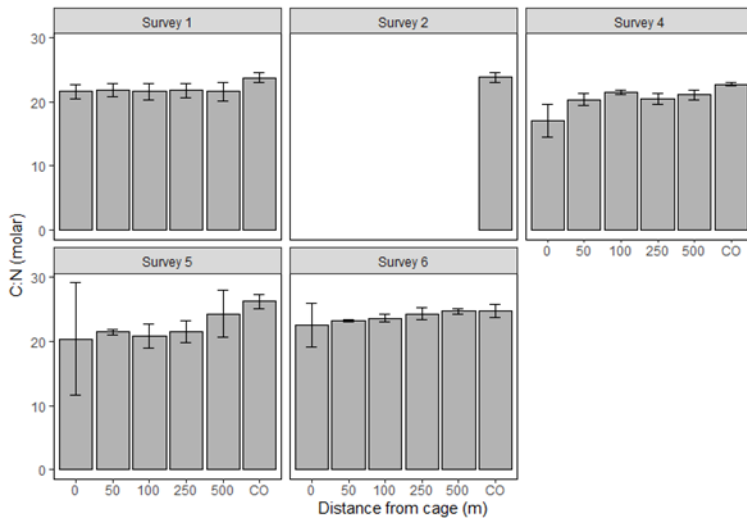 Survey 1
Survey 2
Survey 4
30
20
10
0
0 50 100 250 500 CO
Survey 5
Survey 6
30
20
10
0
0 50 100 250 500 CO
0 50 100 250 500 CO
C:N (molar)
Distance from cage (m)